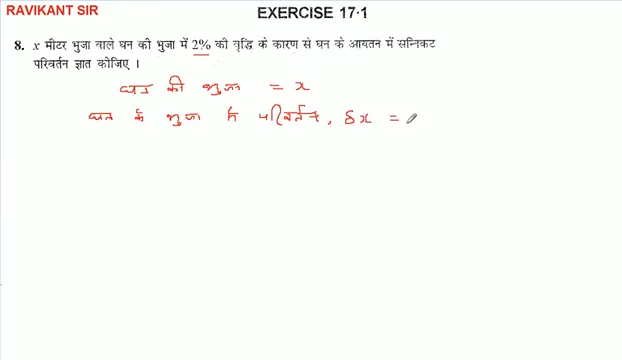 RAVIKANT SIR
EXERCISE 17·1
8. x मीटर भुजा वाले घन की भुजा में 2% की वृद्धि के कारण से घन के आयतन में सन्निकट
परिवर्तन ज्ञात कीजिए ।
घन की भुजा = x
घन के भुजा में परिवर्तन, δx =